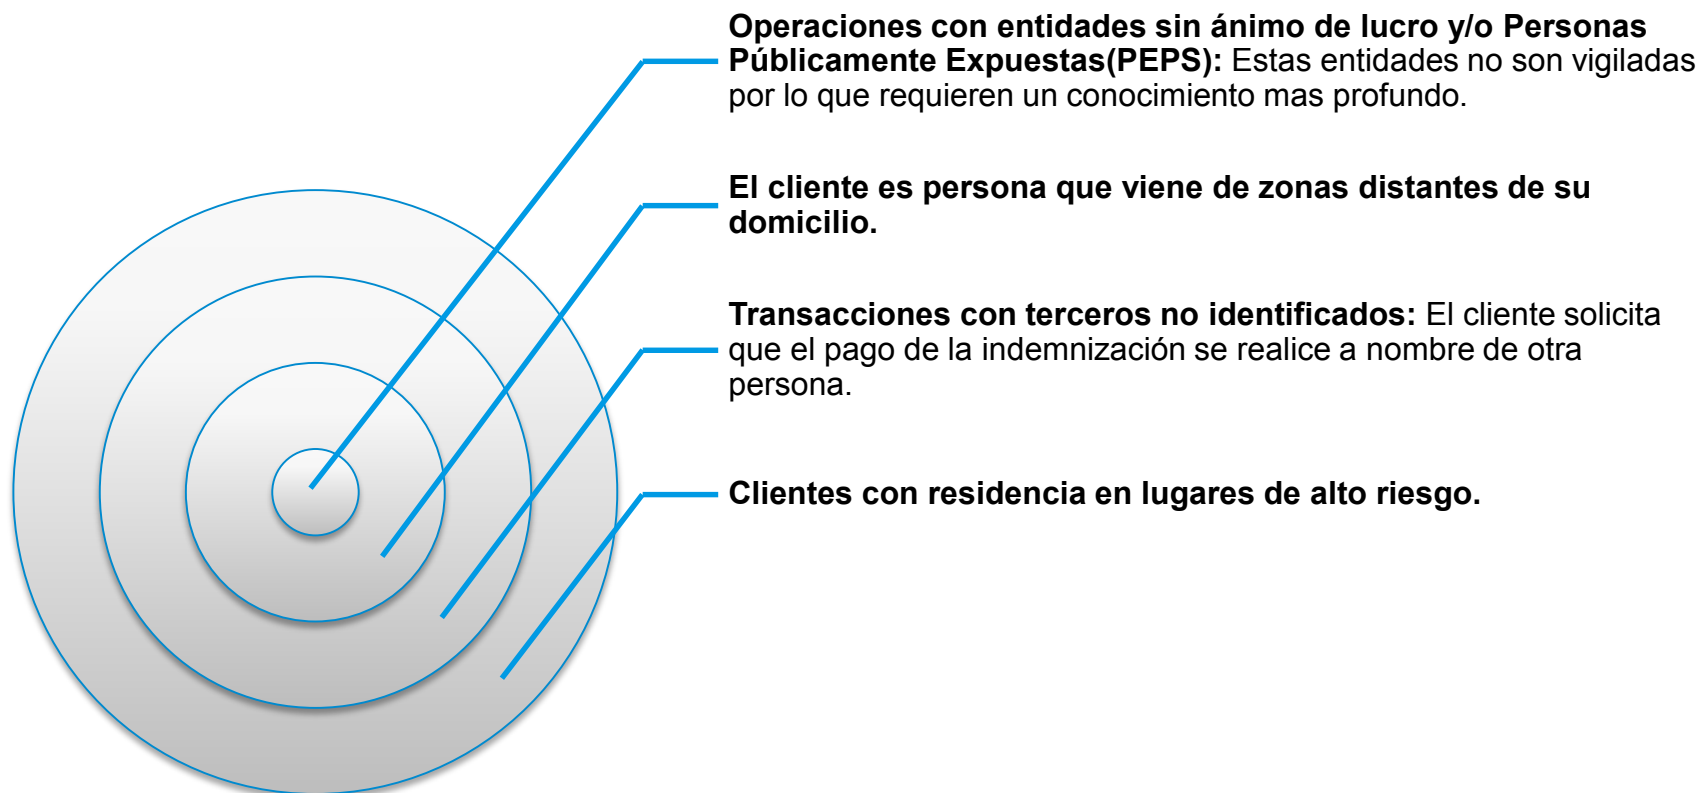 Operaciones con entidades sin ánimo de lucro y/o Personas
Públicamente Expuestas(PEPS): Estas entidades no son vigiladas
por lo que requieren un conocimiento mas profundo.
El cliente es persona que viene de zonas distantes de su
domicilio.
Transacciones con terceros no identificados: El cliente solicita
que el pago de la indemnización se realice a nombre de otra
persona.
Clientes con residencia en lugares de alto riesgo.